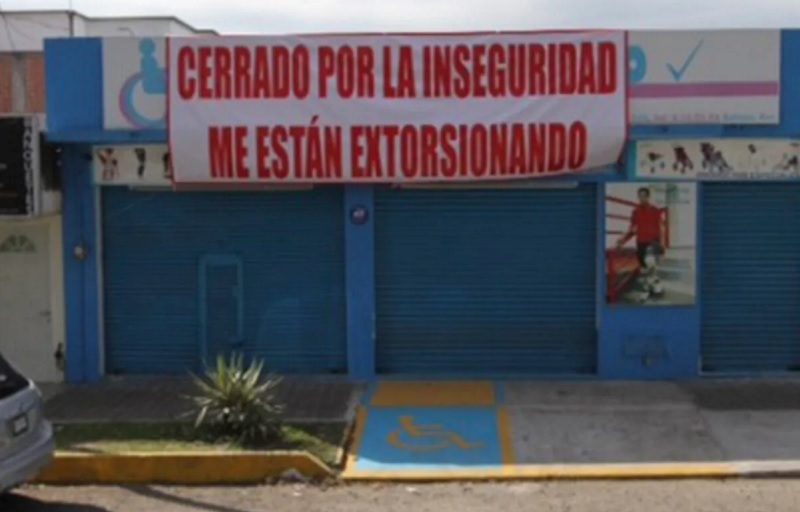 CERRADO POR LA INSEGURIDAD
ME ESTÁN EXTORSIONANDO